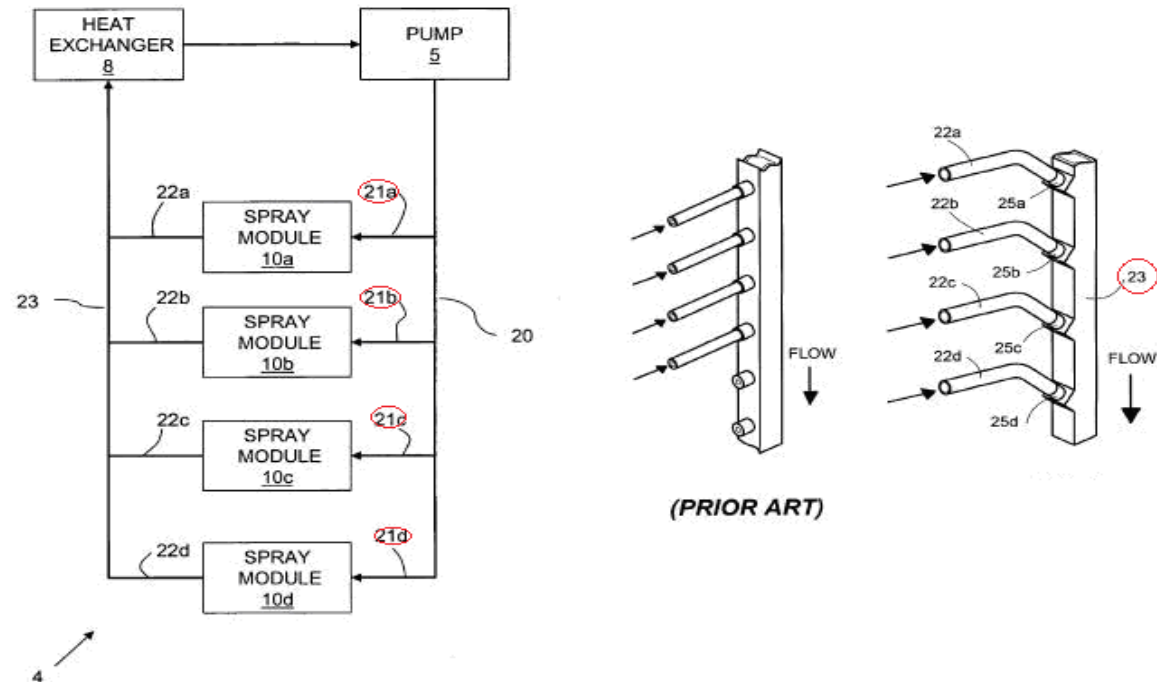 HEAT
EXCHANGER
8
PUMP
5
22a
21a
SPRAY
MODULE
10a
23
22b
21b
SPRAY
MODULE
10b
20
22c
21c
SPRAY
MODULE
10c
22d
21d
SPRAY
MODULE
10d
4
FLOW
(PRIOR ART)
22a
25a
22b
25b
22c
23
25c
22d
FLOW
25d